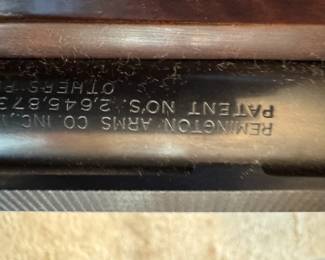 REMINGTON ARMS CO. INC.
PATENT NO'S. 2,645,873
OTHERS